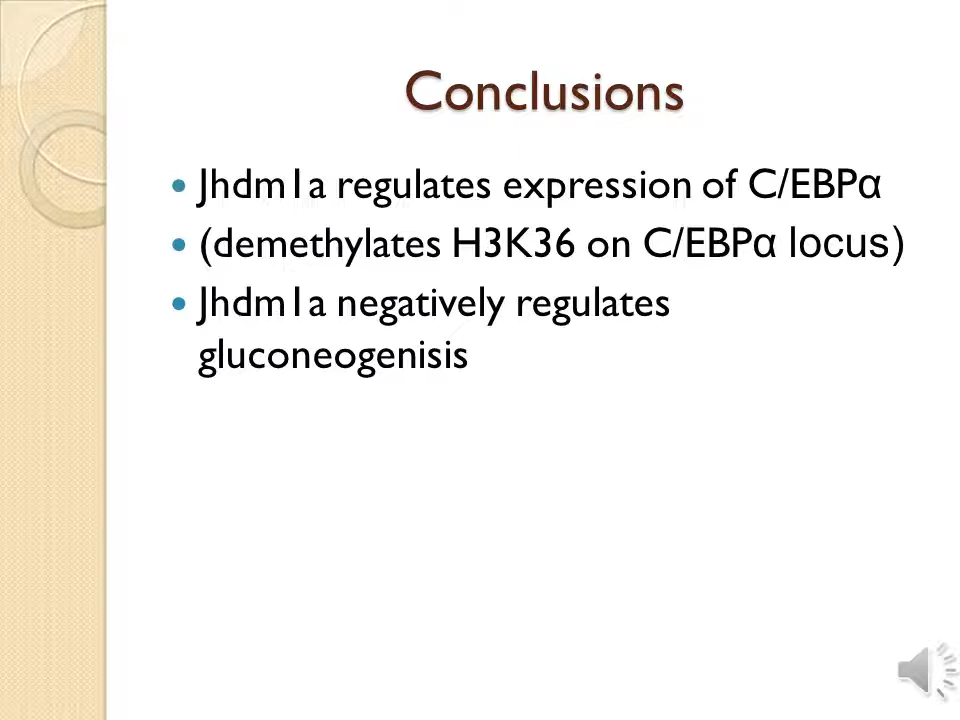 Conclusions
• Jhdm1a regulates expression of C/EBPα
• (demethylates H3K36 on C/EBPα locus)
• Jhdm1a negatively regulates
gluconeogenisis